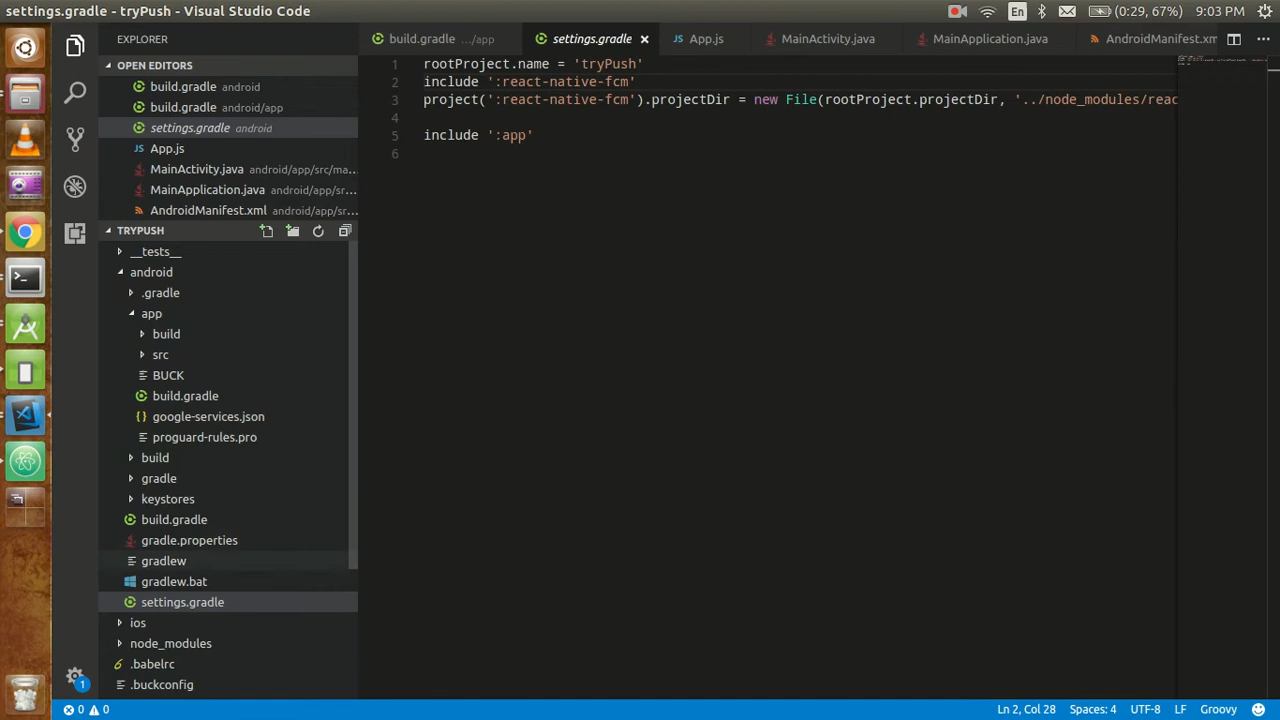 settings.gradle - tryPush - Visual Studio Code
En
(0:29, 67%)
9:03 PM
EXPLORER
OPEN EDITORS
build.gradle android
build.gradle android/app
settings.gradle android
App.js
MainActivity.java android/app/src/ma...
MainApplication.java android/app/sr...
AndroidManifest.xml android/app/sr...
TRYPUSH
__tests__
android
.gradle
app
build
src
BUCK
build.gradle
google-services.json
proguard-rules.pro
build
gradle
keystores
build.gradle
gradle.properties
gradlew
gradlew.bat
settings.gradle
ios
node_modules
.babelrc
.buckconfig
build.gradle .../app
settings.gradle
App.js
MainActivity.java
MainApplication.java
AndroidManifest.xm
1 rootProject.name = 'tryPush'
2 include ':react-native-fcm'
3 project(':react-native-fcm').projectDir = new File(rootProject.projectDir, '../node_modules/reac
4
5 include ':app'
6
1
0 0
Ln 2, Col 28
Spaces: 4
UTF-8
LF
Groovy